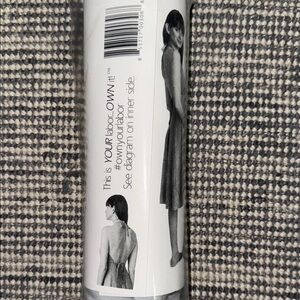 This is YOUR labor...OWN it!™
#ownyourlabor
See diagram on inner side.